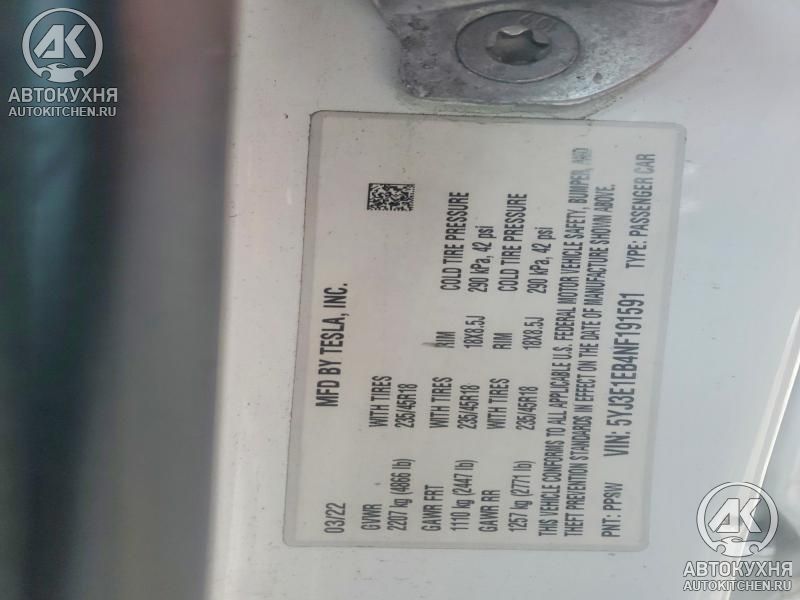 AK
АВТОКУХНЯ
AUTOKITCHEN.RU
MFD BY TESLA, INC.
03/22
GVWR WITH TIRES RIM COLD TIRE PRESSURE
2207 kg (4866 lb) 235/45R18 18X8.5J 290 kPa, 42 psi
GAWR FRT WITH TIRES RIM COLD TIRE PRESSURE
1110 kg (2447 lb) 235/45R18 18X8.5J 290 kPa, 42 psi
GAWR RR WITH TIRES
1257 kg (2771 lb) 235/45R18
THIS VEHICLE CONFORMS TO ALL APPLICABLE U.S. FEDERAL MOTOR VEHICLE SAFETY, BUMPER, AND
THEFT PREVENTION STANDARDS IN EFFECT ON THE DATE OF MANUFACTURE SHOWN ABOVE.
PNT: PPSW VIN: 5YJ3E1EB4NF191591 TYPE: PASSENGER CAR
AK
АВТОКУХНЯ
AUTOKITCHEN.RU